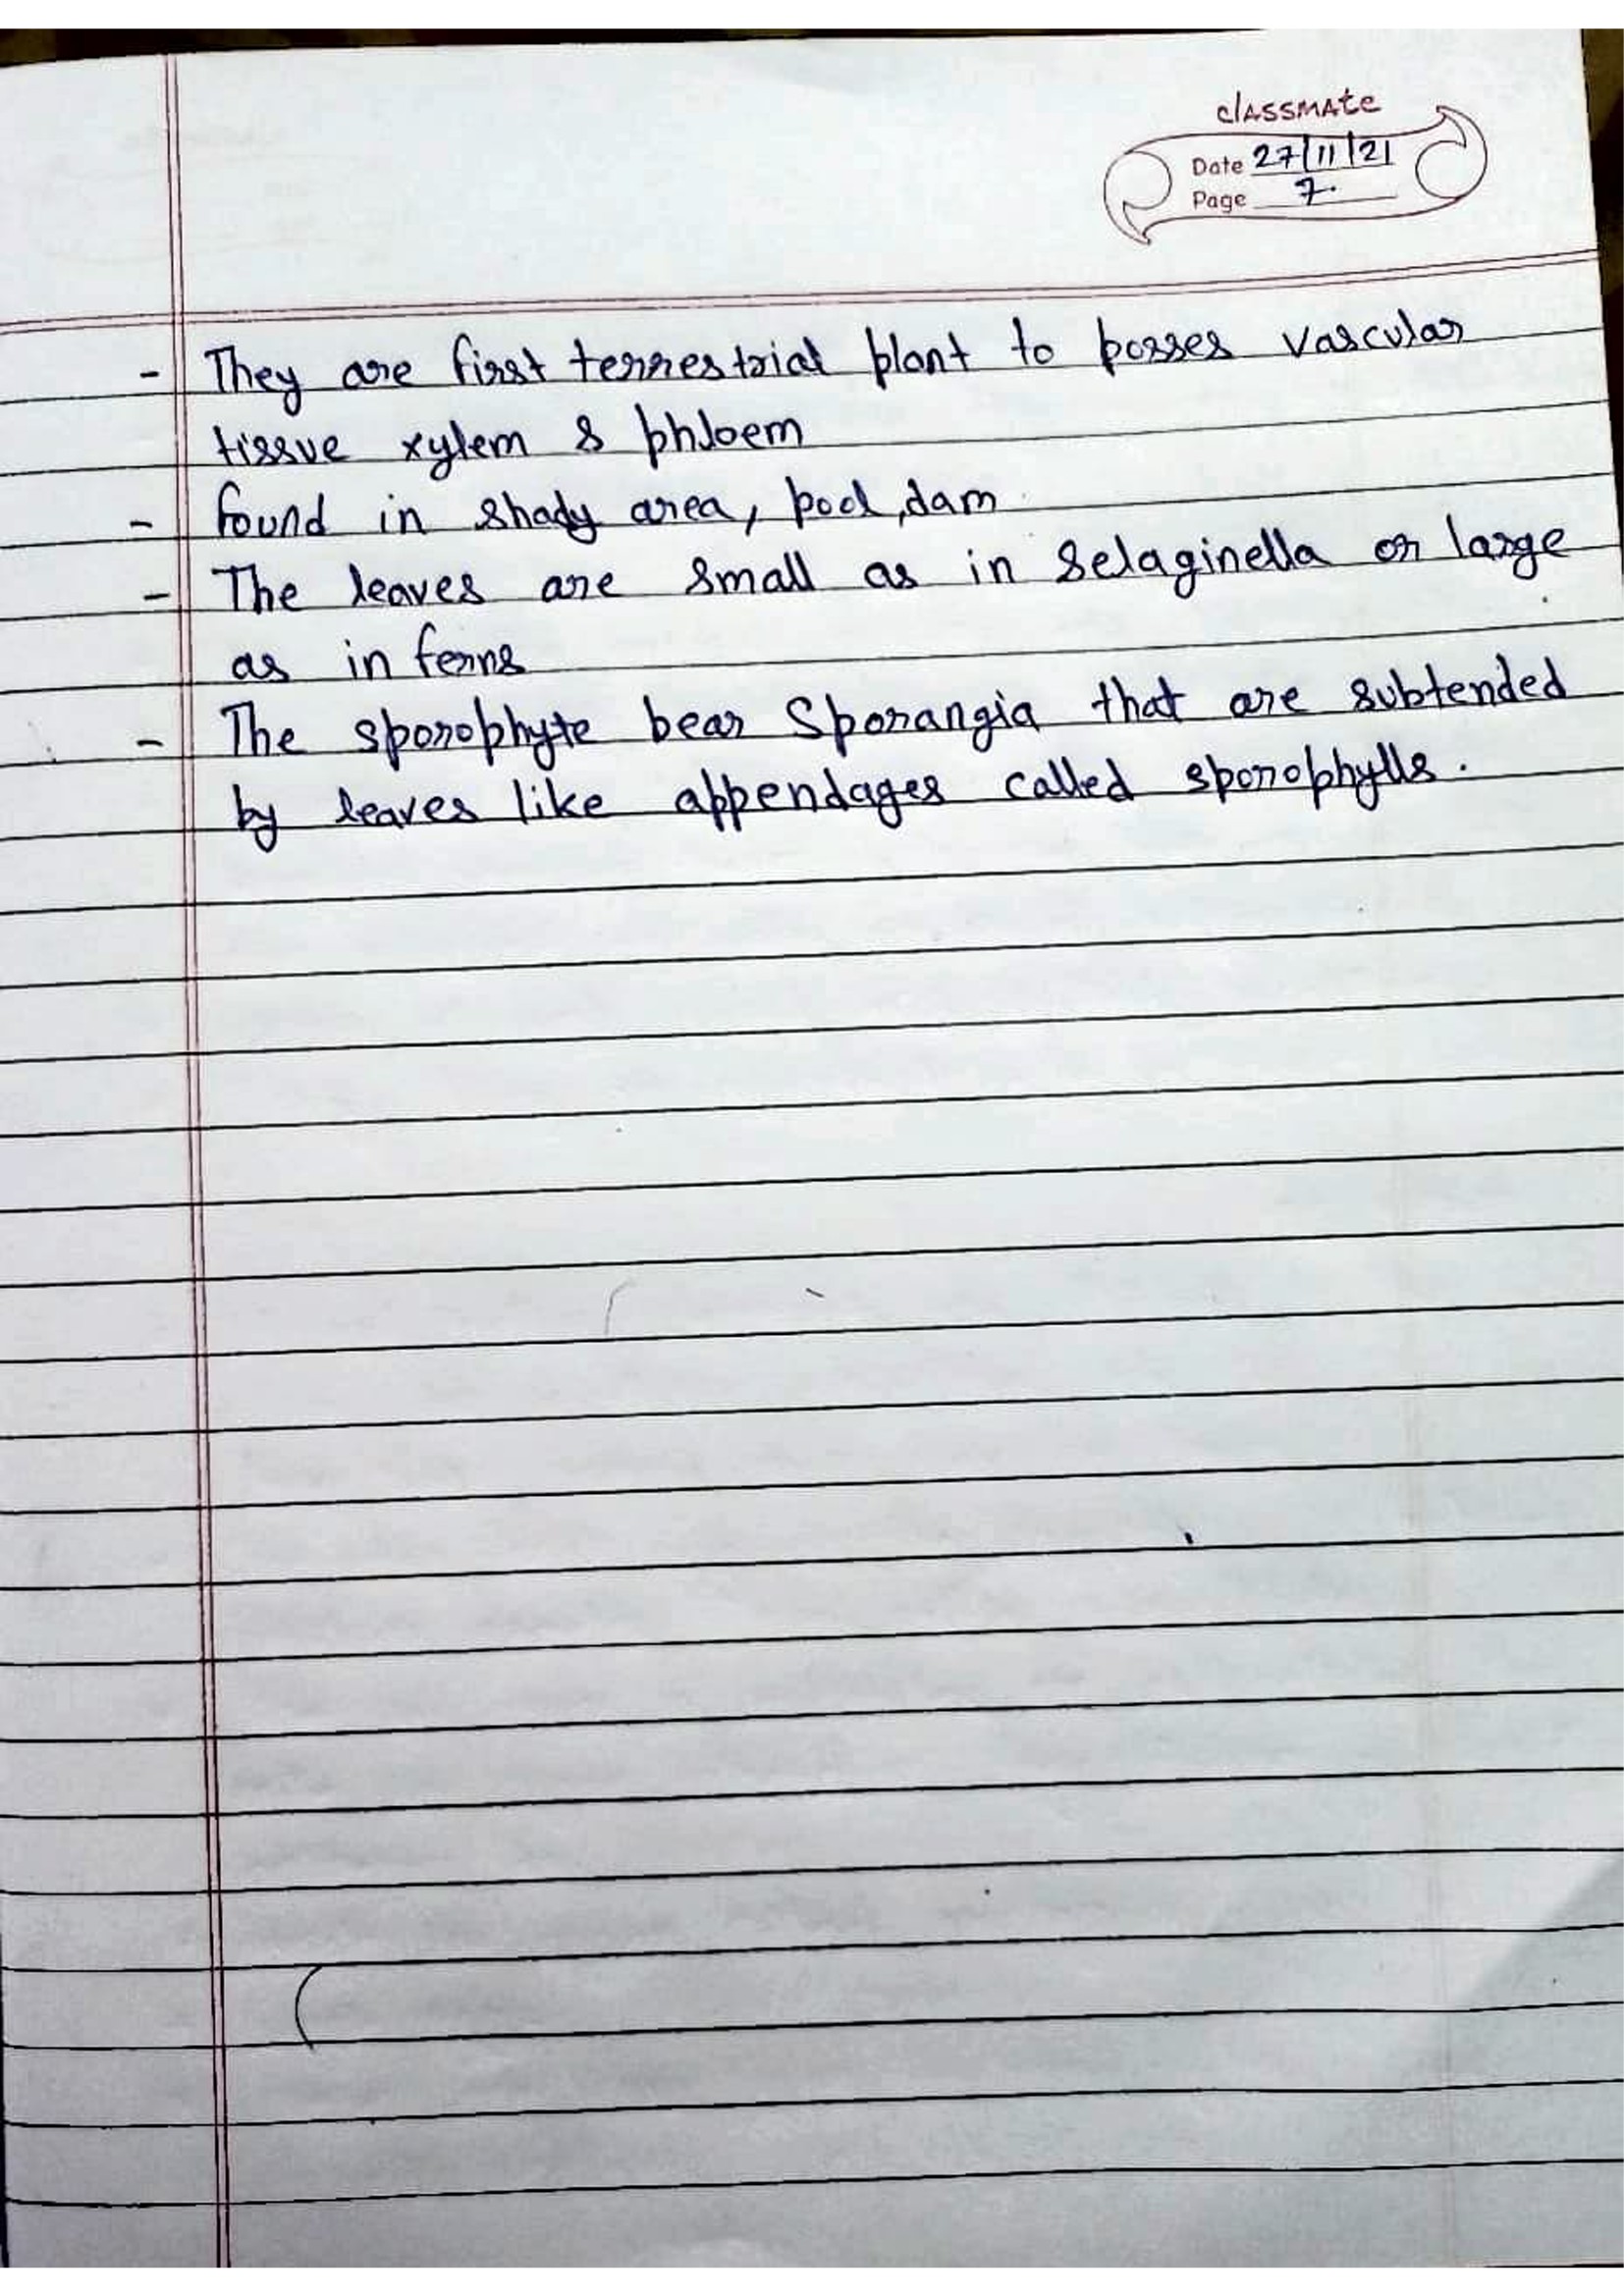 classmate
Date 27/11/21
Page 7.
- They are first terrestrial plant to posses vascular
tissue xylem & phloem
- found in shady area, pool, dam
- The leaves are small as in Selaginella or large
as in ferns
- The sporophyte bear Sporangia that are subtended
by leaves like appendages called sporophylls.